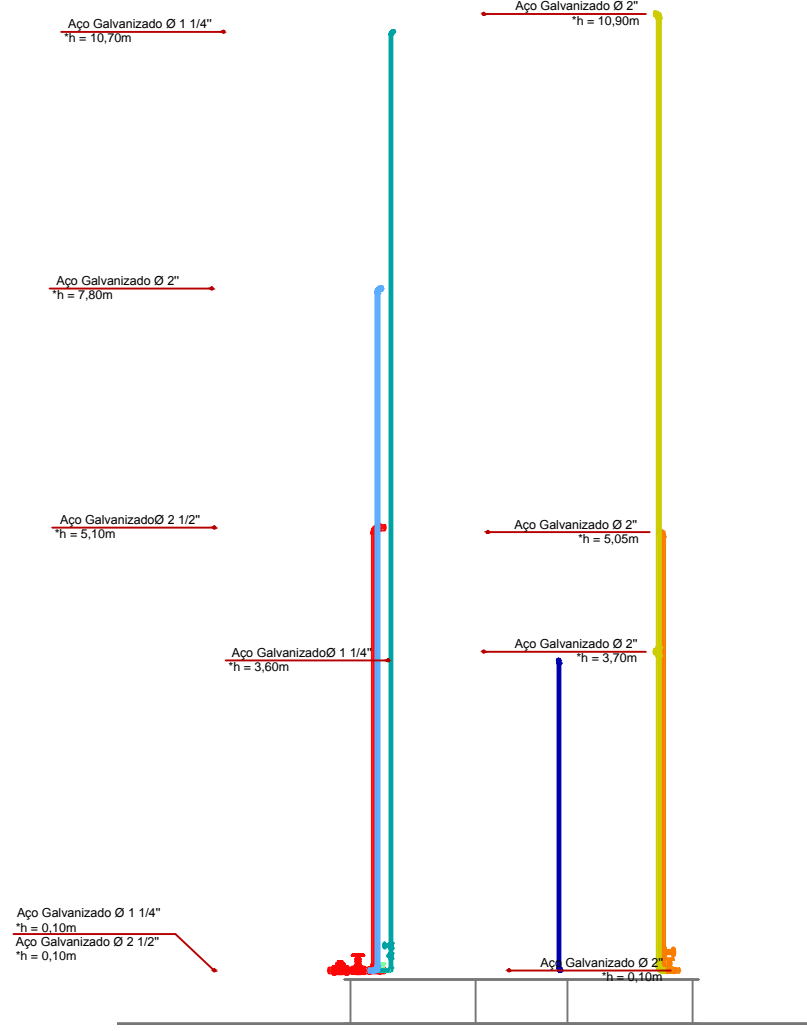 Aço Galvanizado Ø 2"
*h = 10,90m
Aço Galvanizado Ø 1 1/4"
*h = 10,70m
Aço Galvanizado Ø 2"
*h = 7,80m
Aço GalvanizadoØ 2 1/2"
*h = 5,10m
Aço Galvanizado Ø 2"
*h = 5,05m
Aço GalvanizadoØ 1 1/4"
*h = 3,60m
Aço Galvanizado Ø 2"
*h = 3,70m
Aço Galvanizado Ø 1 1/4"
*h = 0,10m
Aço Galvanizado Ø 2 1/2"
*h = 0,10m
Aço Galvanizado Ø 2"
*h = 0,10m